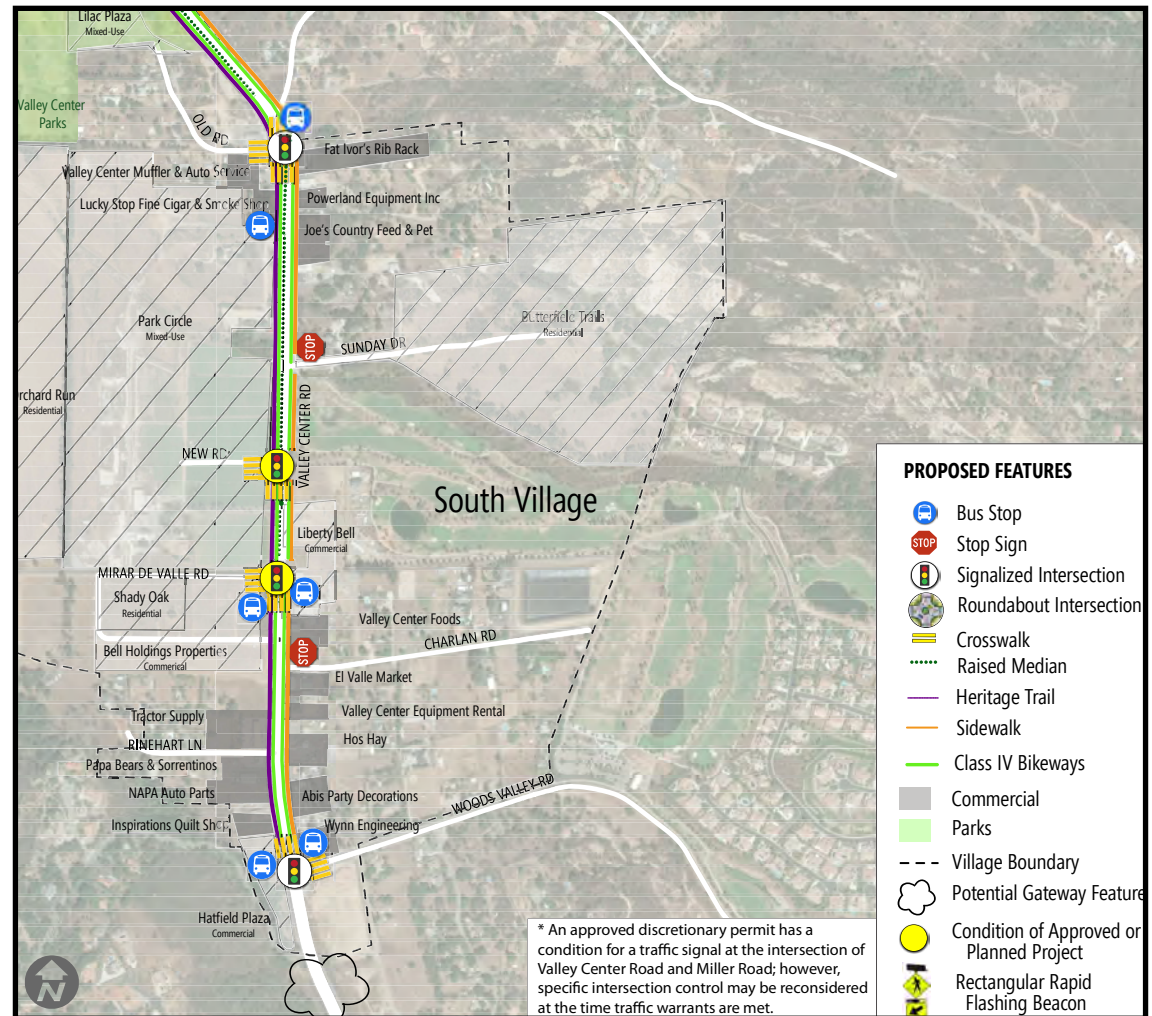 Lilac Plaza
Mixed-Use
Valley Center
Parks
OLD RD
Fat Ivor's Rib Rack
Valley Center Muffler & Auto Service
Powerland Equipment Inc
Lucky Stop Fine Cigar & Smoke Shop
Joe's Country Feed & Pet
Park Circle
Mixed-Use
Butterfield Trails
Residential
STOP
SUNDAY DR
rchard Run
Residential
VALLEY CENTER RD
NEW RD
South Village
Liberty Bell
Commercial
MIRAR DE VALLE RD
Shady Oak
Residential
Valley Center Foods
CHARLAN RD
STOP
Bell Holdings Properties
Commerical
El Valle Market
Tractor Supply
Valley Center Equipment Rental
RINEHART LN
Hos Hay
Papa Bears & Sorrentinos
NAPA Auto Parts
Abis Party Decorations
WOODS VALLEY RD
Inspirations Quilt Shop
Wynn Engineering
Hatfield Plaza
Commercial
N
* An approved discretionary permit has a
condition for a traffic signal at the intersection of
Valley Center Road and Miller Road; however,
specific intersection control may be reconsidered
at the time traffic warrants are met.
PROPOSED FEATURES
Bus Stop
STOP Stop Sign
Signalized Intersection
Roundabout Intersection
Crosswalk
Raised Median
Heritage Trail
Sidewalk
Class IV Bikeways
Commercial
Parks
Village Boundary
Potential Gateway Feature
Condition of Approved or
Planned Project
Rectangular Rapid
Flashing Beacon